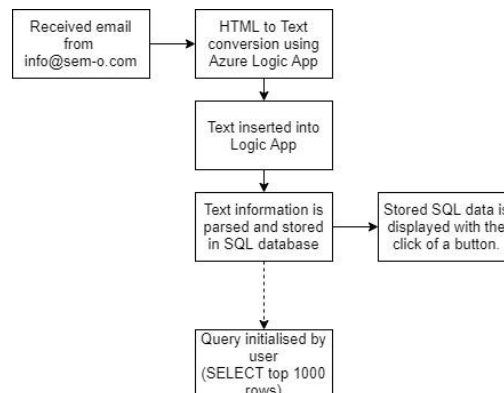 Received email
from
info@sem-o.com
HTML to Text
conversion using
Azure Logic App
Text inserted into
Logic App
Text information is
parsed and stored
in SQL database
Stored SQL data is
displayed with the
click of a button.
Query initialised by
user
(SELECT top 1000
rows)